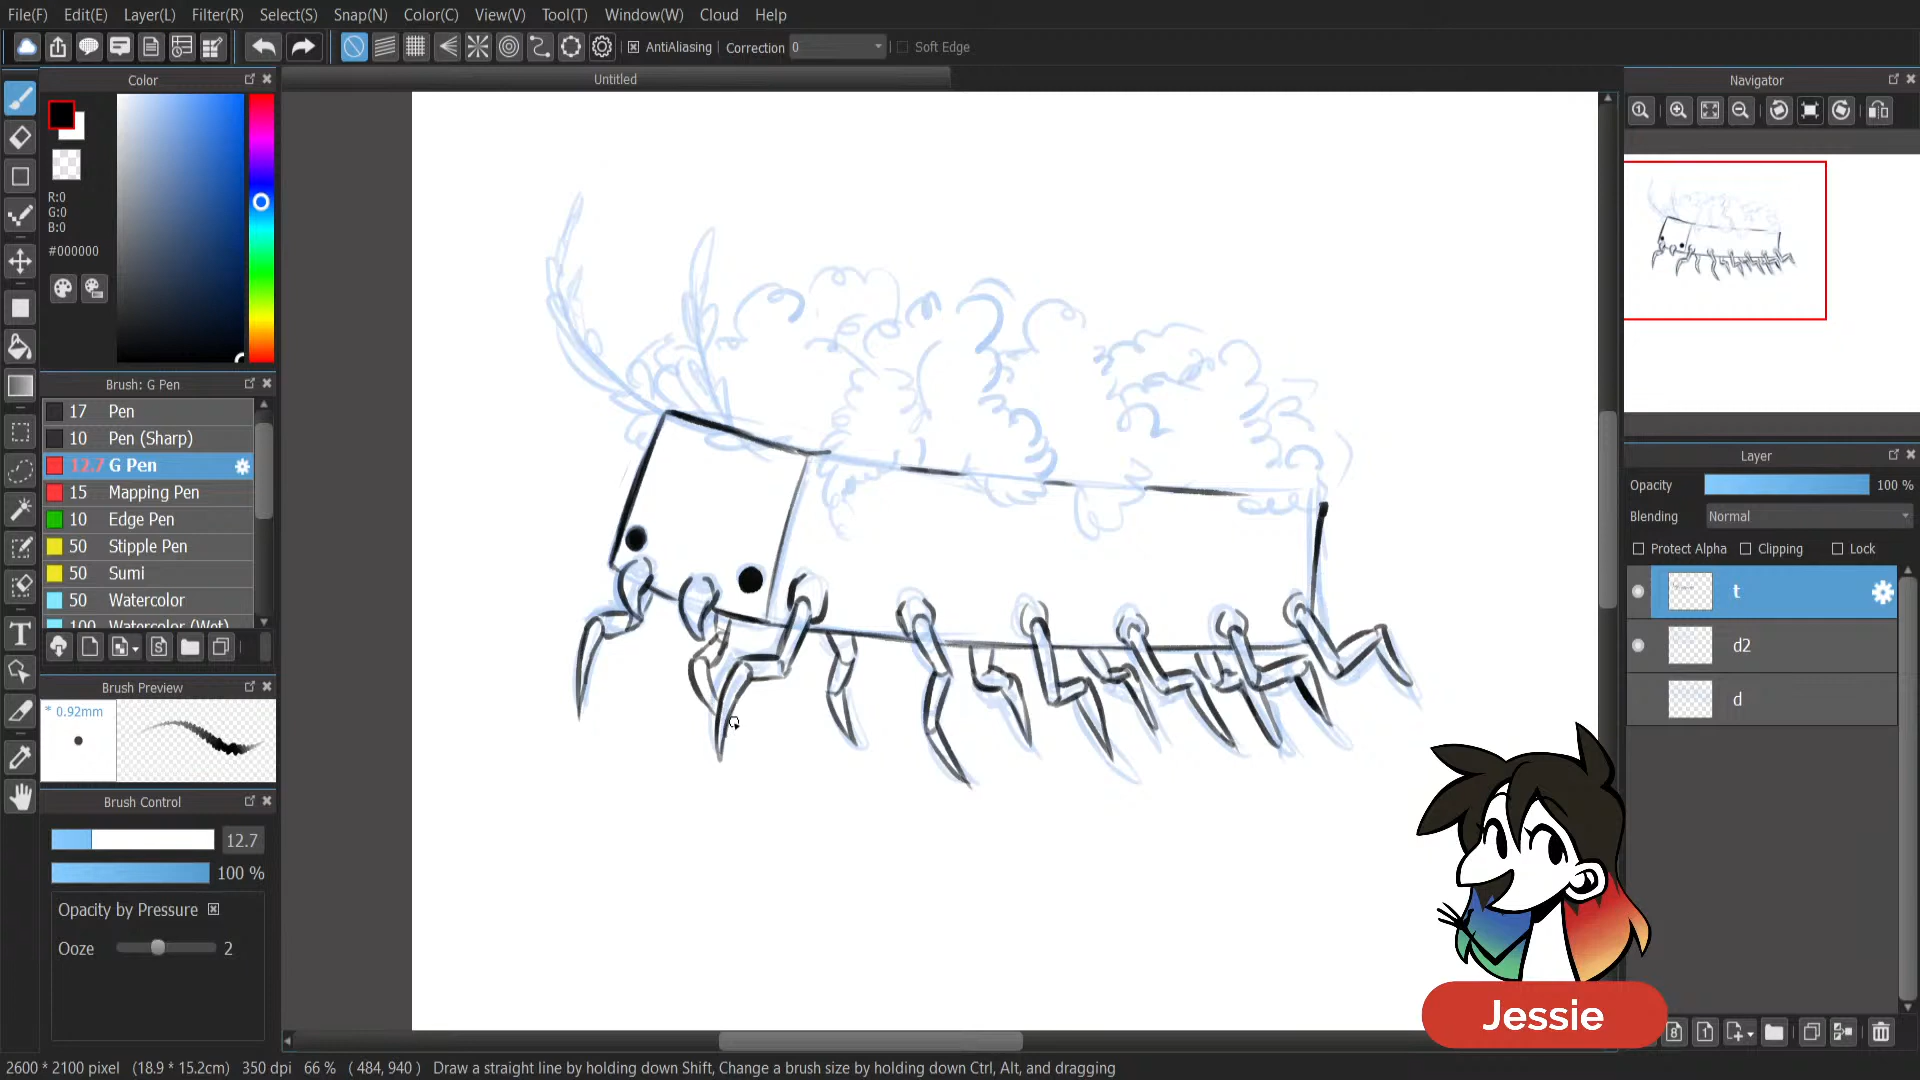 File(F) Edit(E) Layer(L) Filter(R) Select(S) Snap(N) Color(C) View(V) Tool(T) Window(W) Cloud Help
AntiAliasing Correction 0 Soft Edge
Untitled
Color
R:0
G:0
B:0
#000000
Brush: G Pen
17 Pen
10 Pen (Sharp)
12.7 G Pen
15 Mapping Pen
10 Edge Pen
50 Stipple Pen
50 Sumi
50 Watercolor
100 Watercolor (Wet)
Brush Preview
* 0.92mm
Brush Control
12.7
100 %
Opacity by Pressure
Ooze 2
Navigator
Layer
Opacity 100 %
Blending Normal
Protect Alpha Clipping Lock
t
d2
d
Jessie
2600 * 2100 pixel (18.9 * 15.2cm) 350 dpi 66 % ( 484, 940 ) Draw a straight line by holding down Shift, Change a brush size by holding down Ctrl, Alt, and dragging